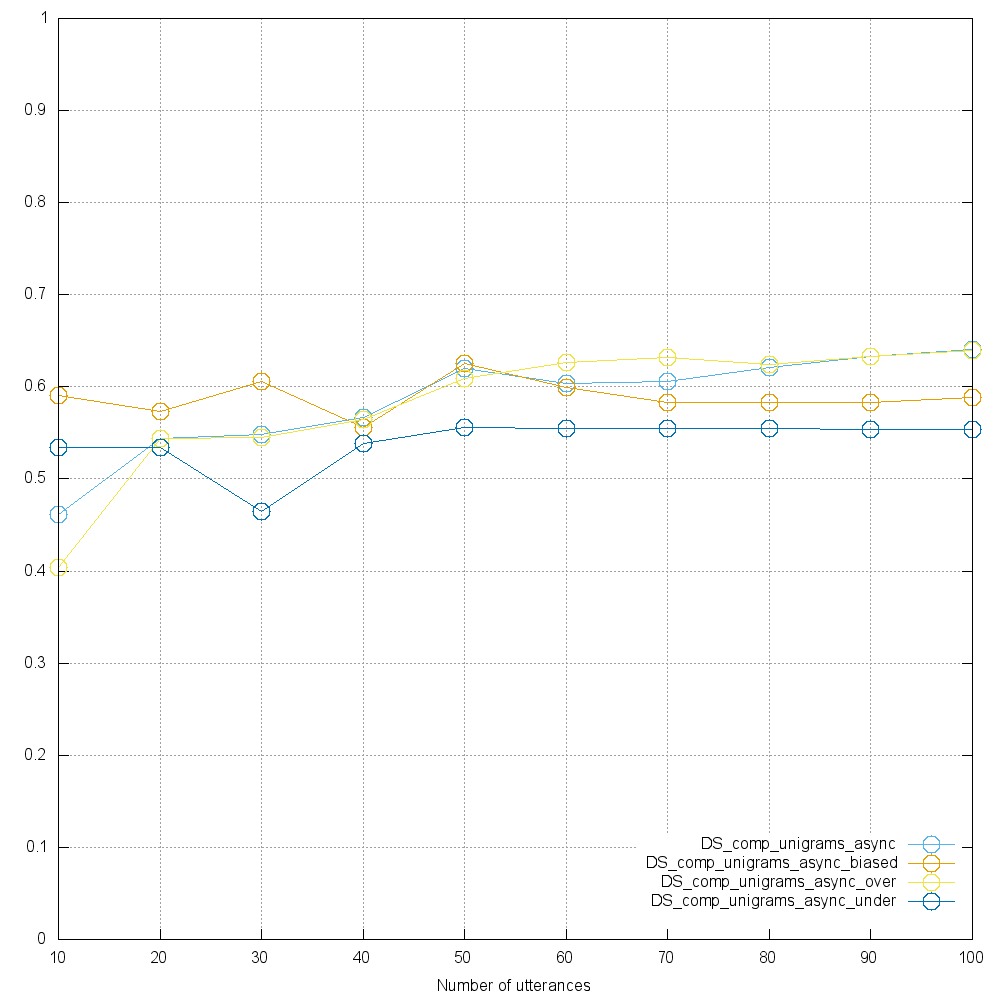 1
0.9
0.8
0.7
0.6
0.5
0.4
0.3
0.2
0.1
0
DS_comp_unigrams_async
DS_comp_unigrams_async_biased
DS_comp_unigrams_async_over
DS_comp_unigrams_async_under
10 20 30 40 50 60 70 80 90 100
Number of utterances